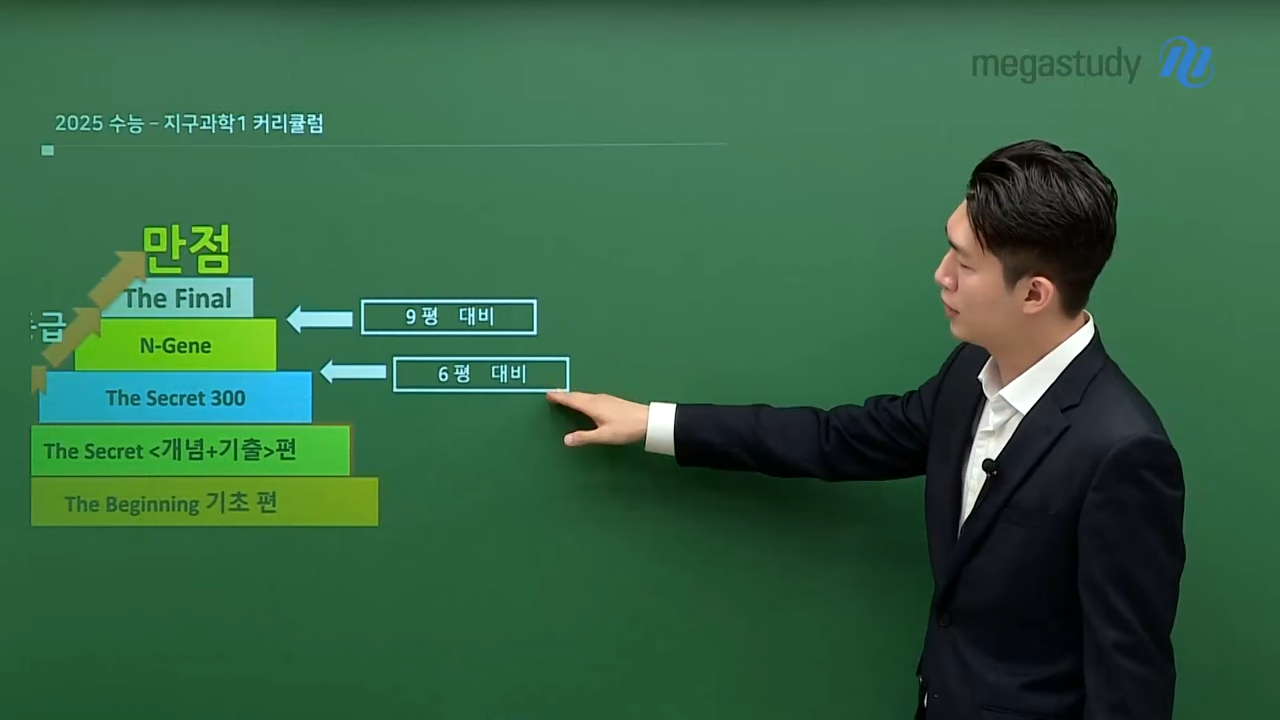 megastudy
2025 수능 - 지구과학1 커리큘럼
만점
The Final
9평 대비
급
N-Gene
6평 대비
The Secret 300
The Secret <개념+기출>편
The Beginning 기초 편